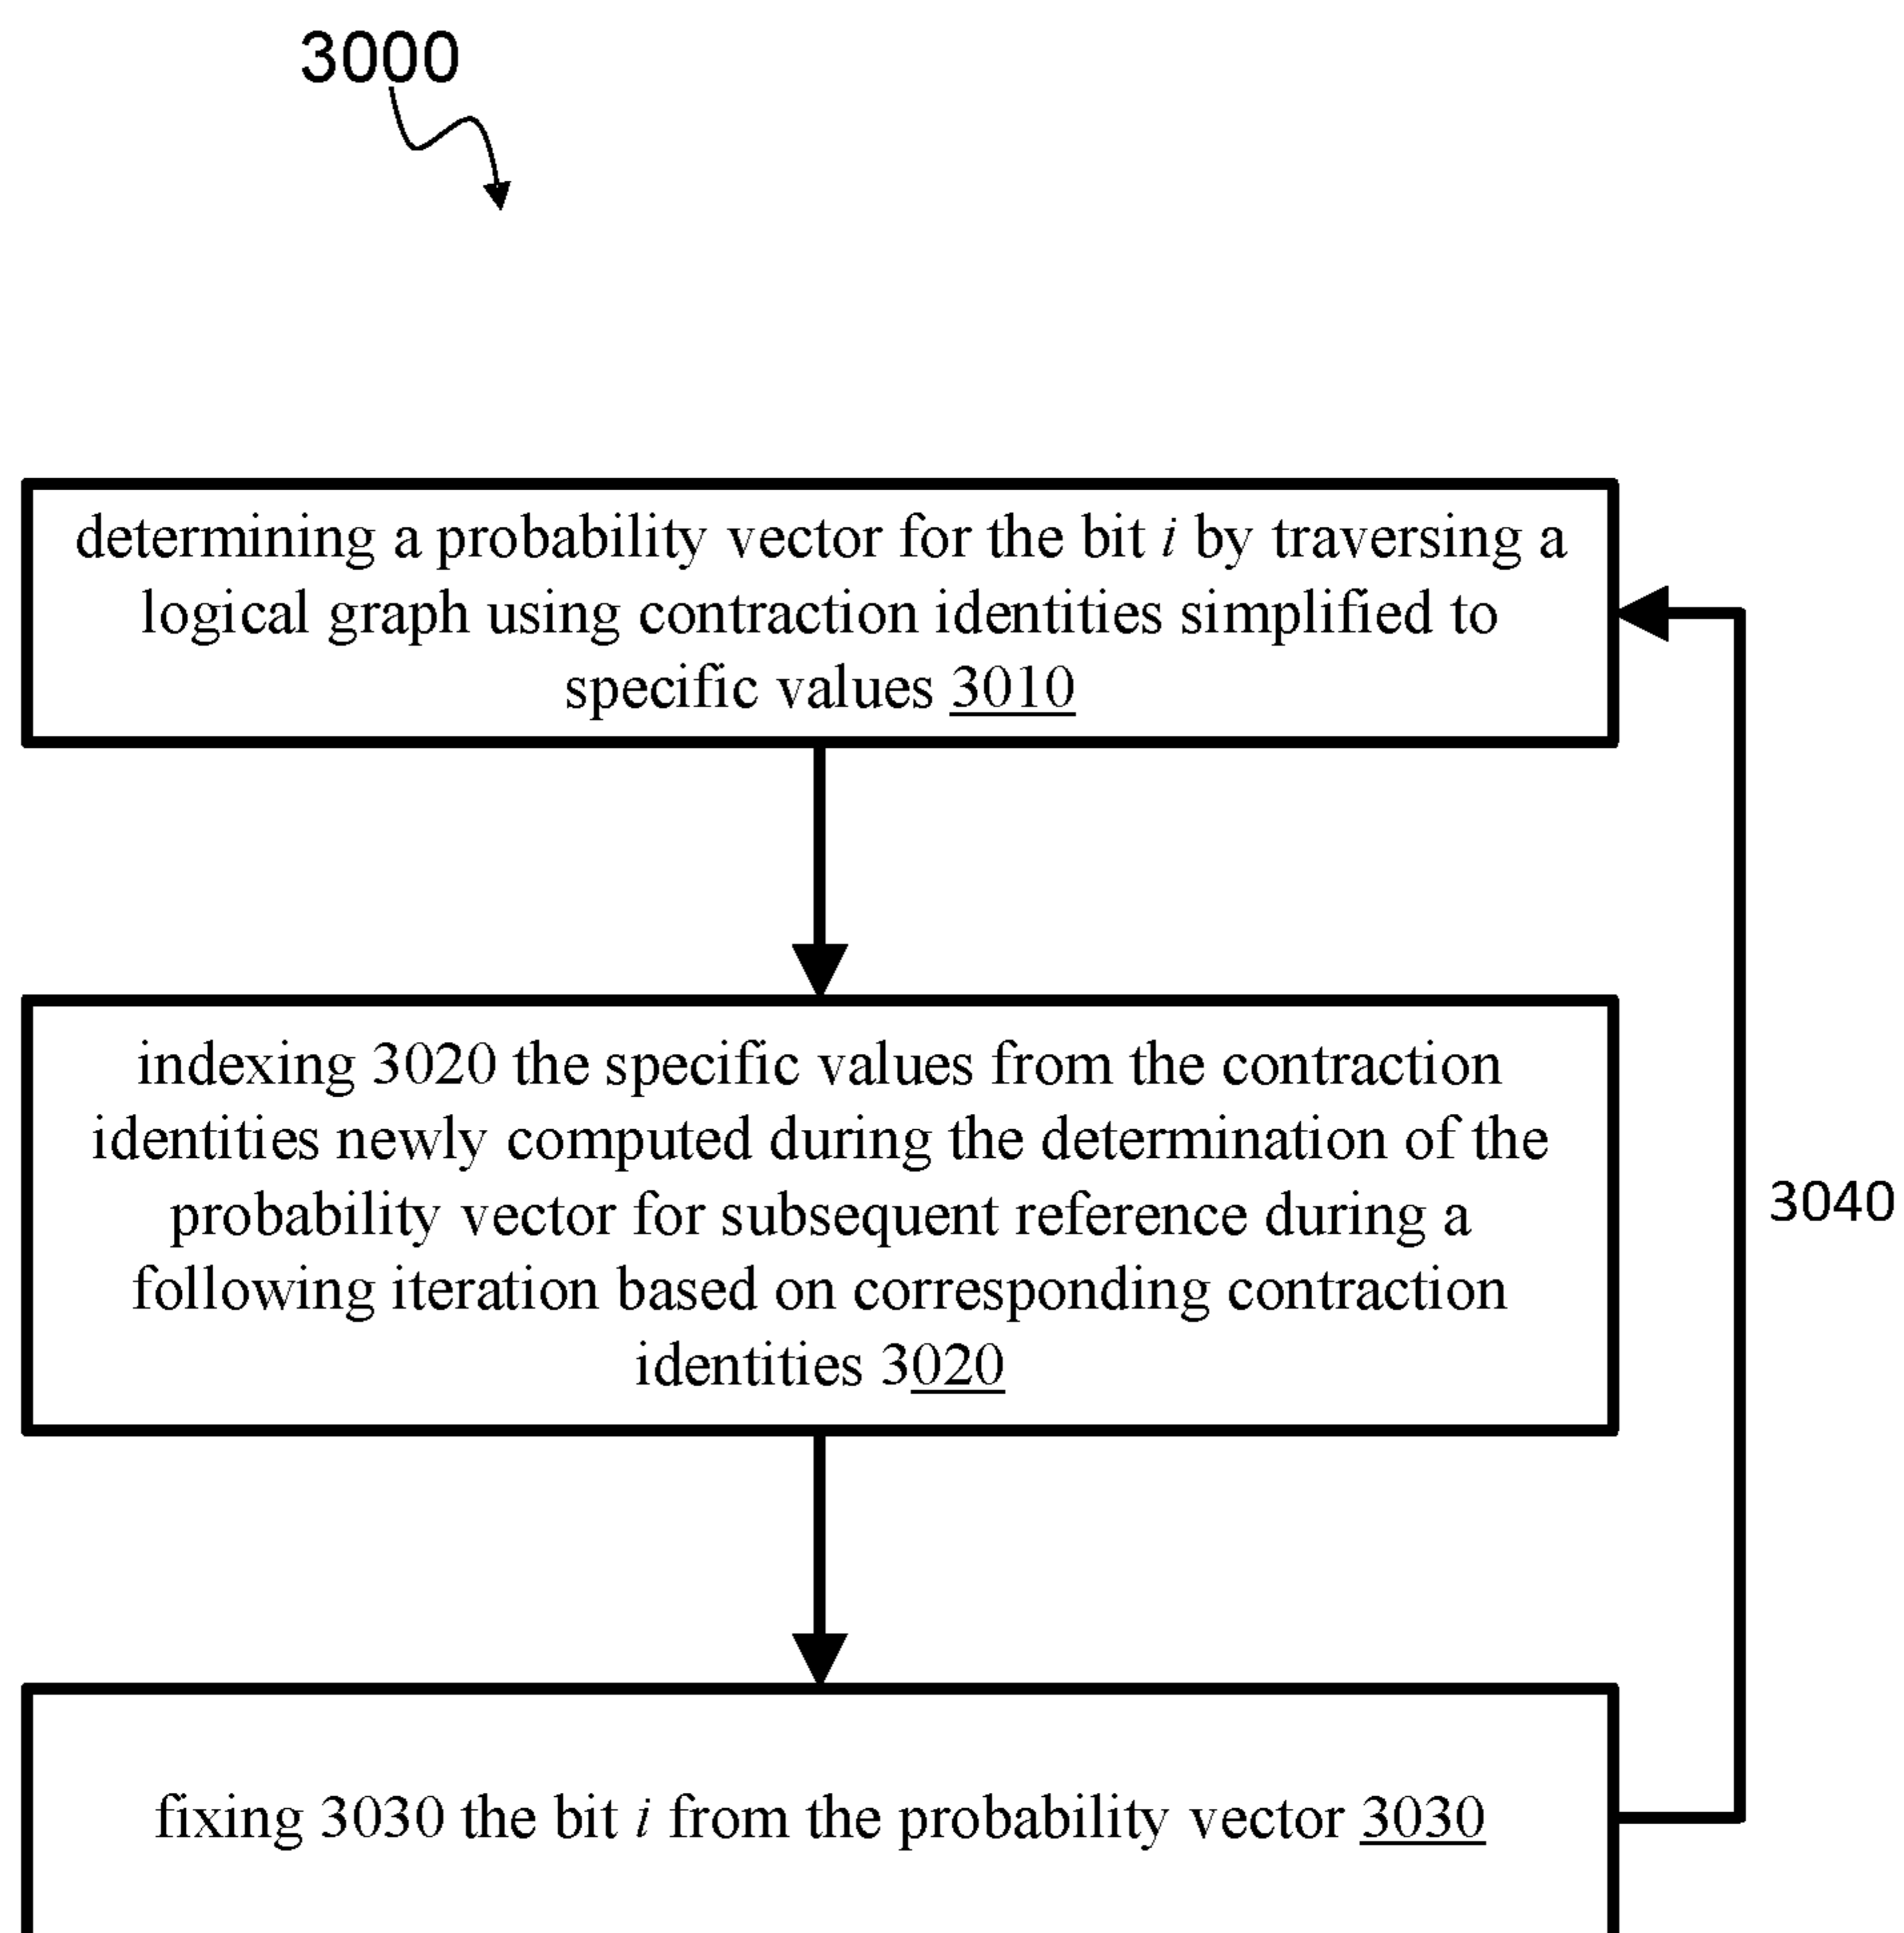 3000
determining a probability vector for the bit i by traversing a
logical graph using contraction identities simplified to
specific values 3010
indexing 3020 the specific values from the contraction
identities newly computed during the determination of the
probability vector for subsequent reference during a
following iteration based on corresponding contraction
identities 3020
3040
fixing 3030 the bit i from the probability vector 3030